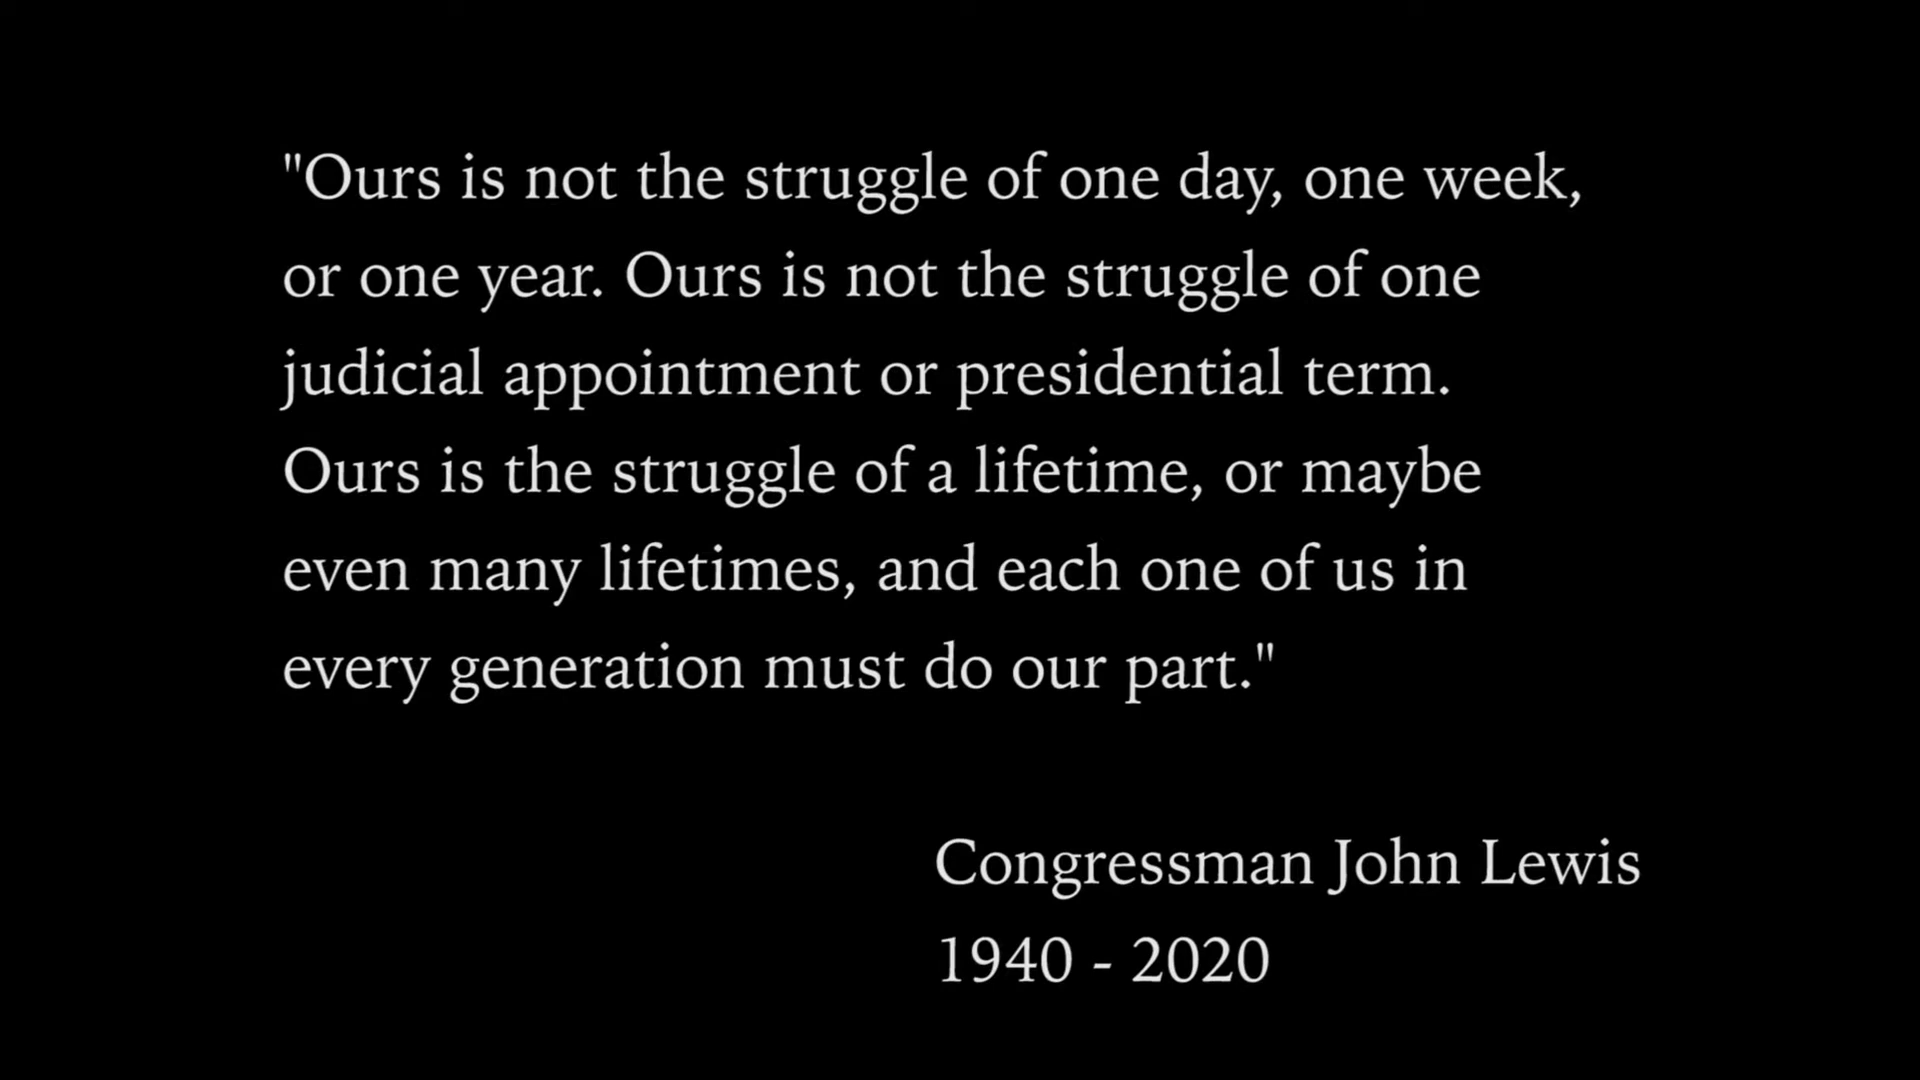 "Ours is not the struggle of one day, one week,
or one year. Ours is not the struggle of one
judicial appointment or presidential term.
Ours is the struggle of a lifetime, or maybe
even many lifetimes, and each one of us in
every generation must do our part."
Congressman John Lewis
1940 - 2020